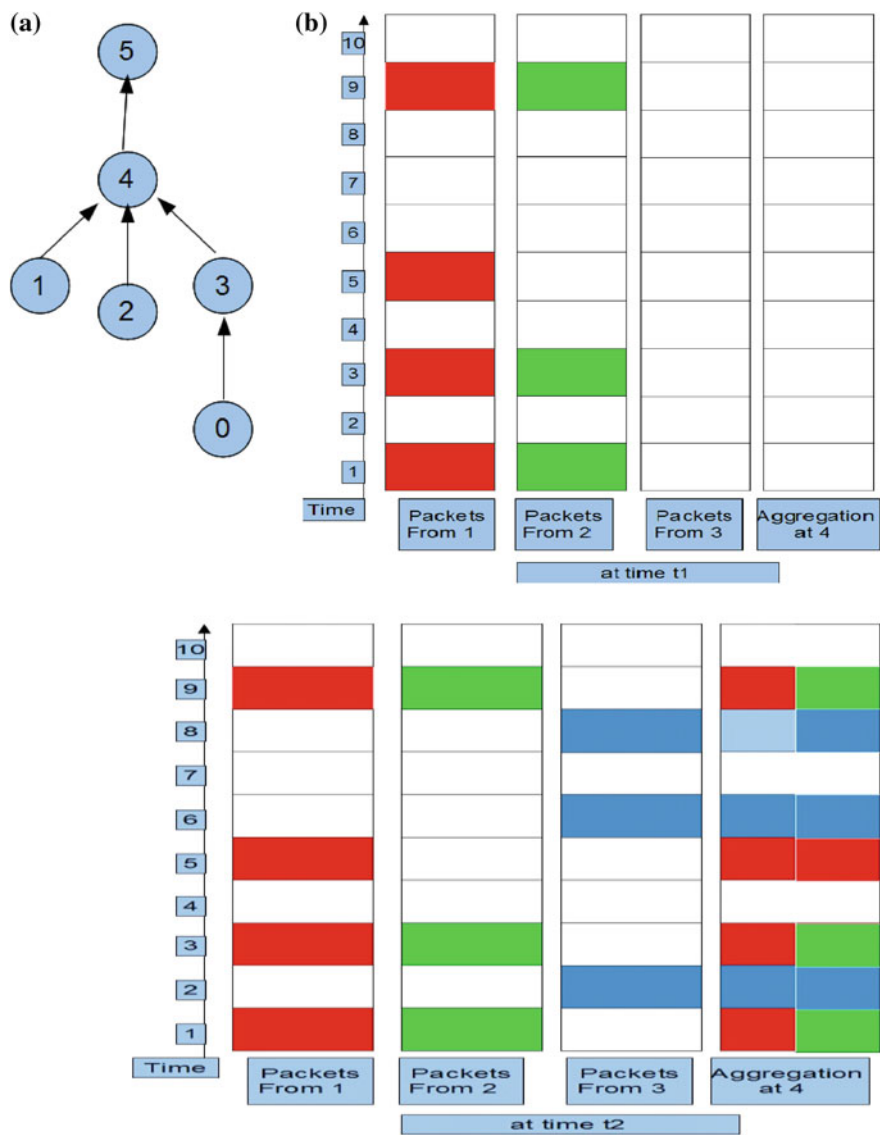 (a)
5
4
1
2
3
0
(b)
10
9
8
7
6
5
4
3
2
1
Time
Packets
From 1
Packets
From 2
Packets
From 3
Aggregation
at 4
at time t1
10
9
8
7
6
5
4
3
2
1
Time
Packets
From 1
Packets
From 2
Packets
From 3
Aggregation
at 4
at time t2